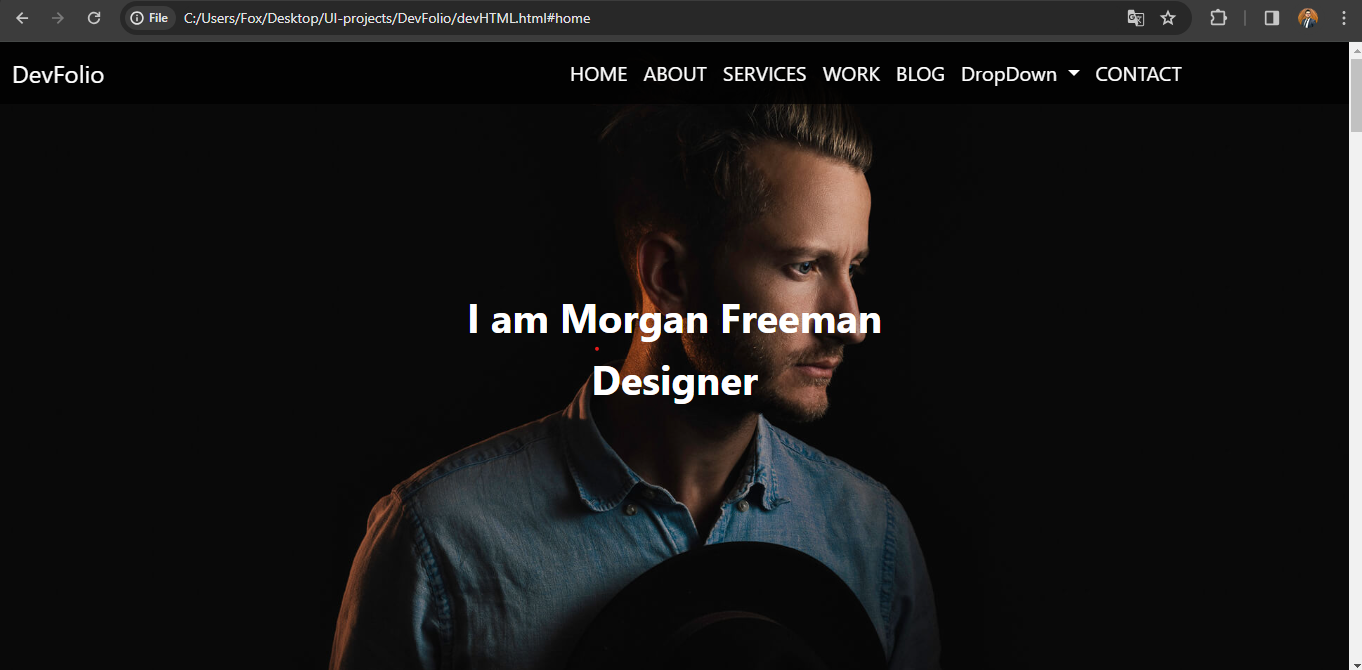 File C:/Users/Fox/Desktop/UI-projects/DevFolio/devHTML.html#home
DevFolio HOME ABOUT SERVICES WORK BLOG DropDown CONTACT
I am Morgan Freeman
Designer